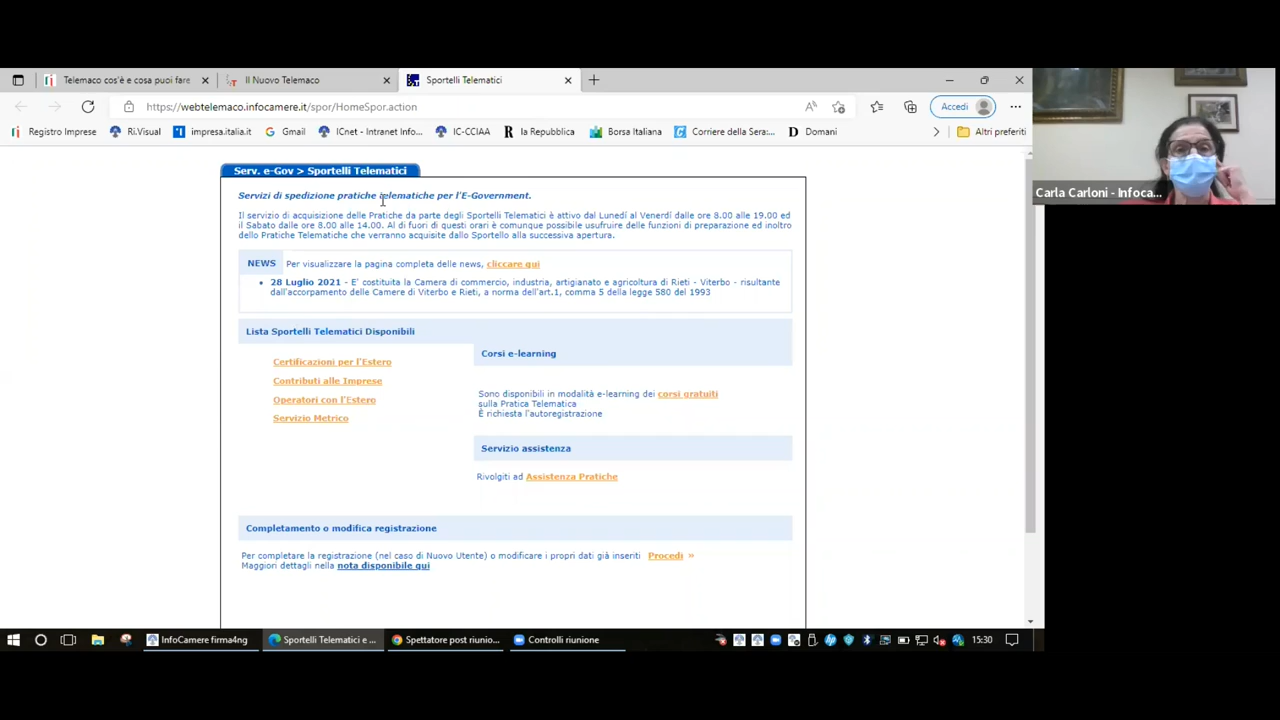 Telemaco cos'è e cosa puoi fare
Il Nuovo Telemaco
Sportelli Telematici
https://webtelemaco.infocamere.it/spor/HomeSpor.action
Accedi
Registro Imprese
Ri.Visual
impresa.italia.it
Gmail
ICnet - Intranet Info...
IC-CCIAA
la Repubblica
Borsa Italiana
Corriere della Sera:...
Domani
Altri preferiti
Carla Carloni - Infoca...
Serv. e-Gov > Sportelli Telematici
Servizi di spedizione pratiche telematiche per l'E-Government.
Il servizio di acquisizione delle Pratiche da parte degli Sportelli Telematici è attivo dal Lunedí al Venerdí dalle ore 8.00 alle 19.00 ed
il Sabato dalle ore 8.00 alle 14.00. Al di fuori di questi orari è comunque possibile usufruire delle funzioni di preparazione ed inoltro
dello Pratiche Telematiche che verranno acquisite dallo Sportello alla successiva apertura.
NEWS Per visualizzare la pagina completa delle news, cliccare qui
• 28 Luglio 2021 - E' costituita la Camera di commercio, industria, artigianato e agricoltura di Rieti - Viterbo - risultante
dall'accorpamento delle Camere di Viterbo e Rieti, a norma dell'art.1, comma 5 della legge 580 del 1993
Lista Sportelli Telematici Disponibili
Certificazioni per l'Estero
Contributi alle Imprese
Operatori con l'Estero
Servizio Metrico
Corsi e-learning
Sono disponibili in modalità e-learning dei corsi gratuiti
sulla Pratica Telematica
É richiesta l'autoregistrazione
Servizio assistenza
Rivolgiti ad Assistenza Pratiche
Completamento o modifica registrazione
Per completare la registrazione (nel caso di Nuovo Utente) o modificare i propri dati già inseriti Procedi »
Maggiori dettagli nella nota disponibile qui
InfoCamere firma4ng
Sportelli Telematici e ...
Spettatore post riunio...
Controlli riunione
15:30